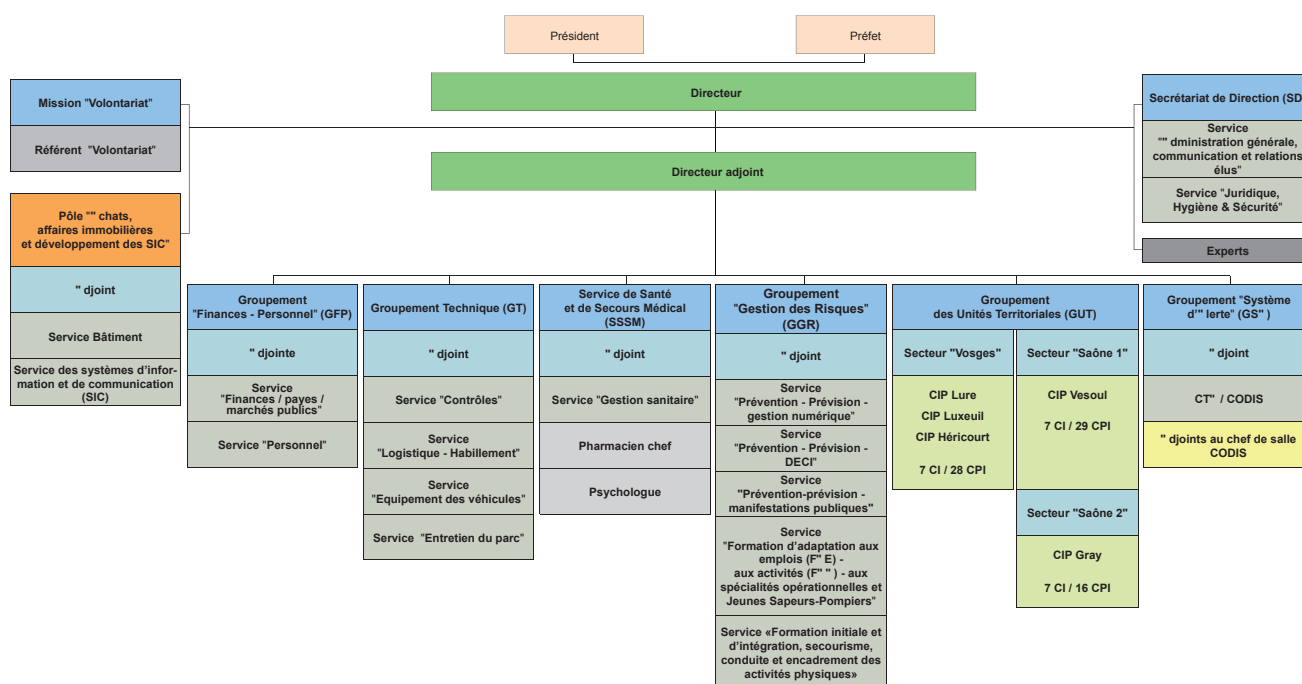 Président
Préfet
Directeur
Directeur adjoint
Mission "Volontariat"
Référent "Volontariat"
Pôle "" chats,
affaires immobilières
et développement des SIC"
" djoint
Service Bâtiment
Service des systèmes d'infor-
mation et de communication
(SIC)
Secrétariat de Direction (SD
Service
"" dministration générale,
communication et relations
élus"
Service "Juridique,
Hygiène & Sécurité"
Experts
Groupement
"Finances - Personnel" (GFP)
" djointe
Service
"Finances / payes /
marchés publics"
Service "Personnel"
Groupement Technique (GT)
" djoint
Service "Contrôles"
Service
"Logistique - Habillement"
Service
"Equipement des véhicules"
Service "Entretien du parc"
Service de Santé
et de Secours Médical
(SSSM)
" djoint
Service "Gestion sanitaire"
Pharmacien chef
Psychologue
Groupement
"Gestion des Risques"
(GGR)
" djoint
Service
"Prévention - Prévision -
gestion numérique"
Service
"Prévention - Prévision -
DECI"
Service
"Prévention-prévision -
manifestations publiques"
Service
"Formation d'adaptation aux
emplois (F" E) -
aux activités (F" " ) - aux
spécialités opérationnelles et
Jeunes Sapeurs-Pompiers"
Service «Formation initiale et
d'intégration, secourisme,
conduite et encadrement des
activités physiques»
Groupement
des Unités Territoriales (GUT)
Secteur "Vosges"
CIP Lure
CIP Luxeuil
CIP Héricourt
7 CI / 28 CPI
Secteur "Saône 1"
CIP Vesoul
7 CI / 29 CPI
Secteur "Saône 2"
CIP Gray
7 CI / 16 CPI
Groupement "Système
d'" lerte" (GS" )
" djoint
CT" / CODIS
" djoints au chef de salle
CODIS